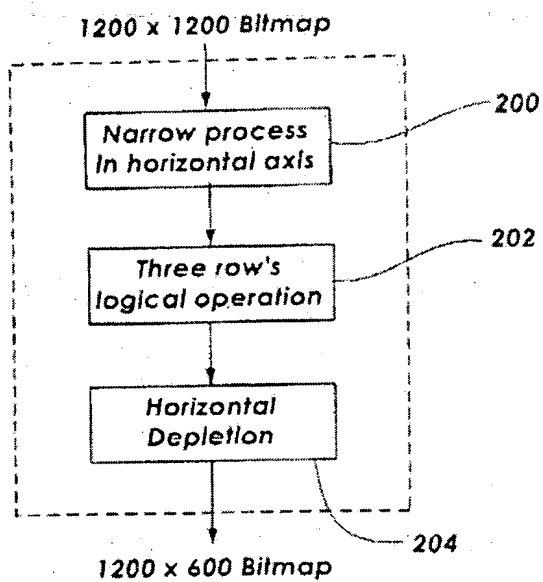 1200 x 1200 Bitmap
200
Narrow process
In horizontal axis
202
Three row's
logical operation
Horizontal
Depletion
204
1200 x 600 Bitmap